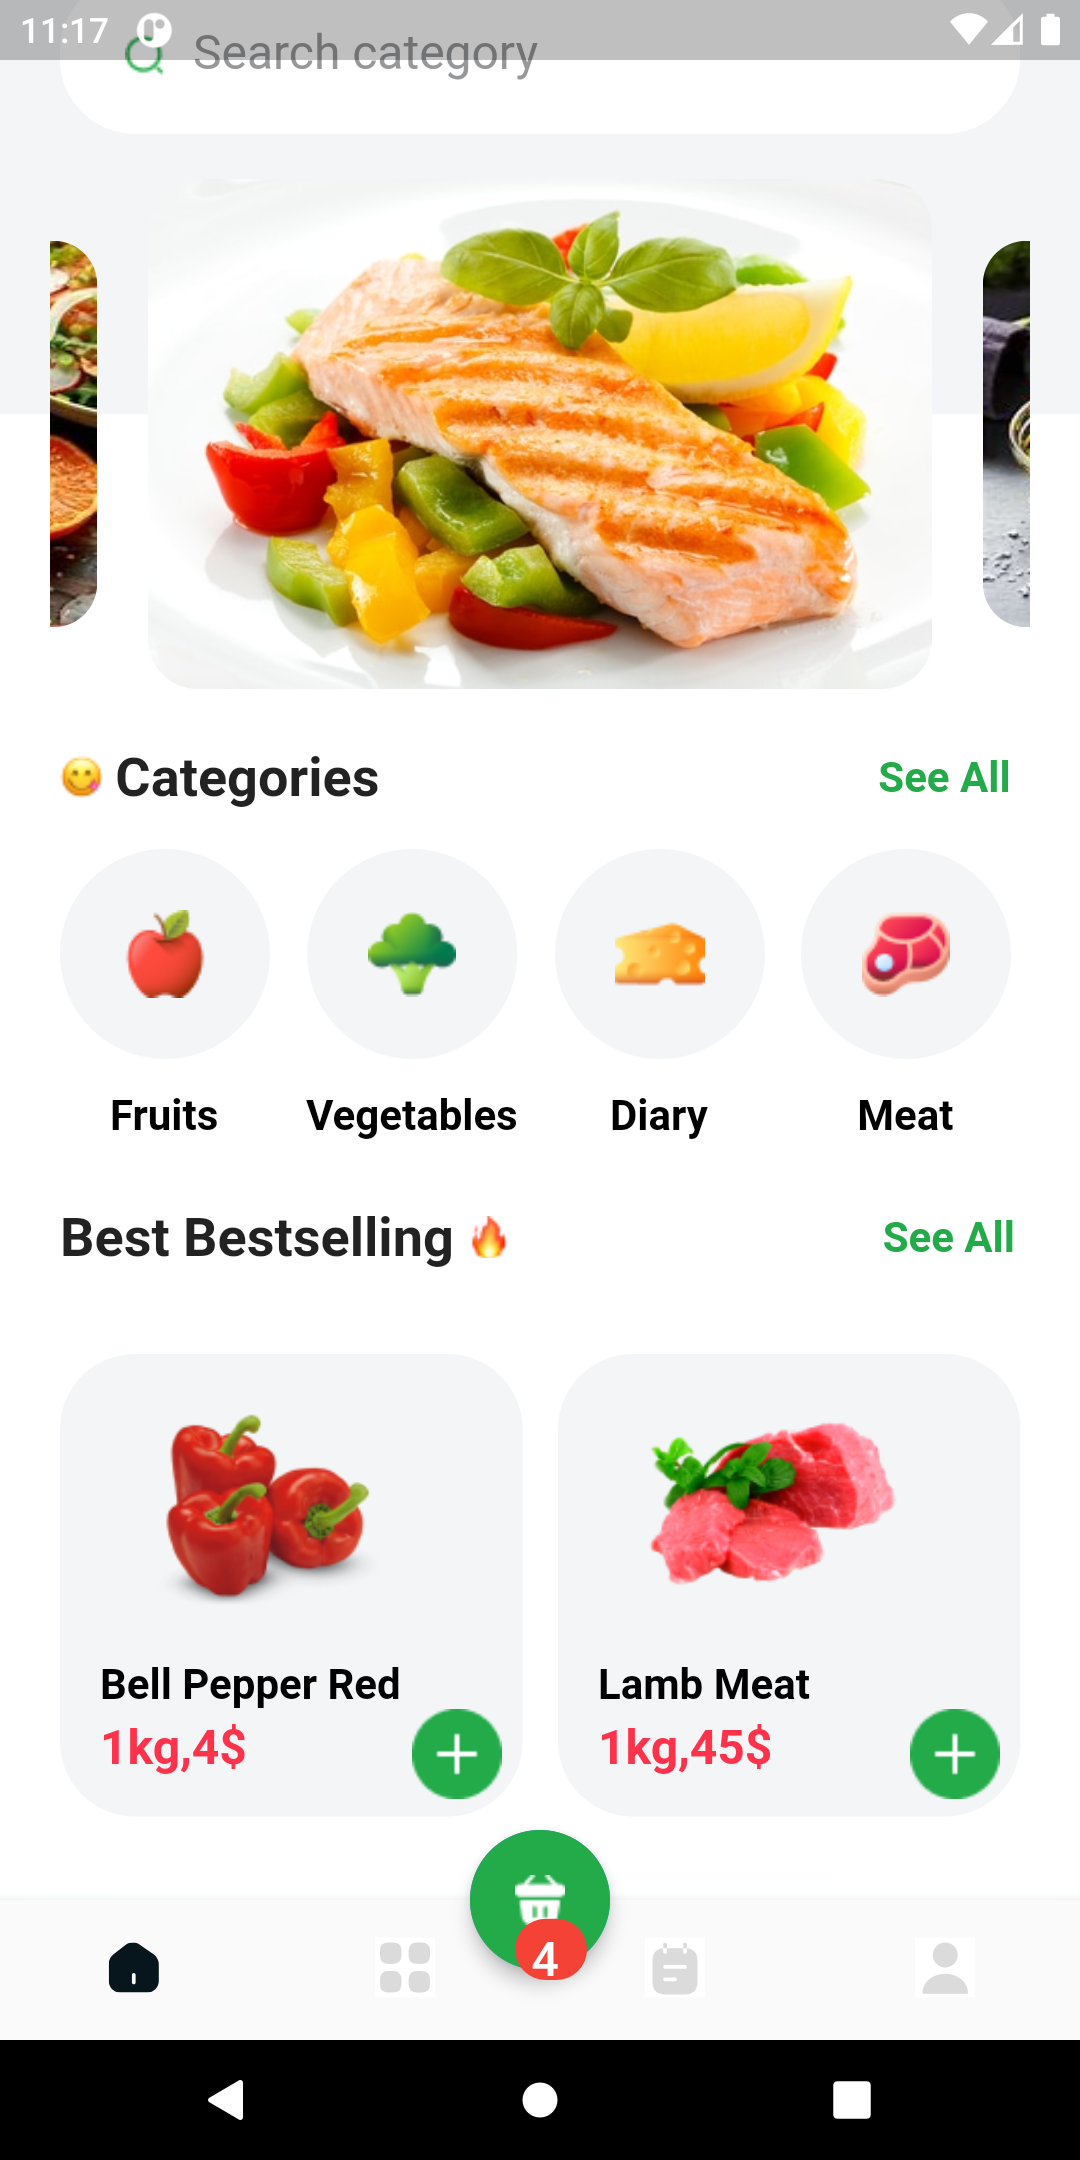 11:17
Search category
😋 Categories
See All
Fruits
Vegetables
Diary
Meat
Best Bestselling 🔥
See All
Bell Pepper Red
1kg,4$
Lamb Meat
1kg,45$
4